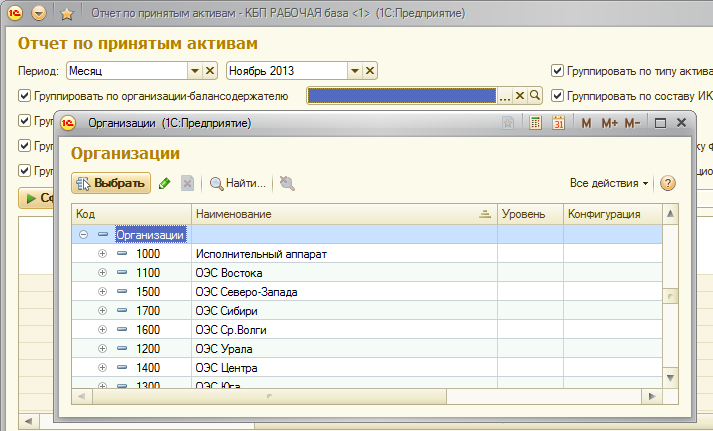 Отчет по принятым активам - КБП РАБОЧАЯ база <1> (1С:Предприятие)
Отчет по принятым активам
Период: Месяц Ноябрь 2013 Группировать по типу актива
Группировать по организации-балансодержателю ... Группировать по составу ИК
Организации (1С:Предприятие) M M+ M-
Организации
Выбрать Найти... Все действия ?
Код Наименование Уровень Конфигурация
Организации
1000 Исполнительный аппарат
1100 ОЭС Востока
1500 ОЭС Северо-Запада
1700 ОЭС Сибири
1600 ОЭС Ср.Волги
1200 ОЭС Урала
1400 ОЭС Центра
1300 ОЭС Юга